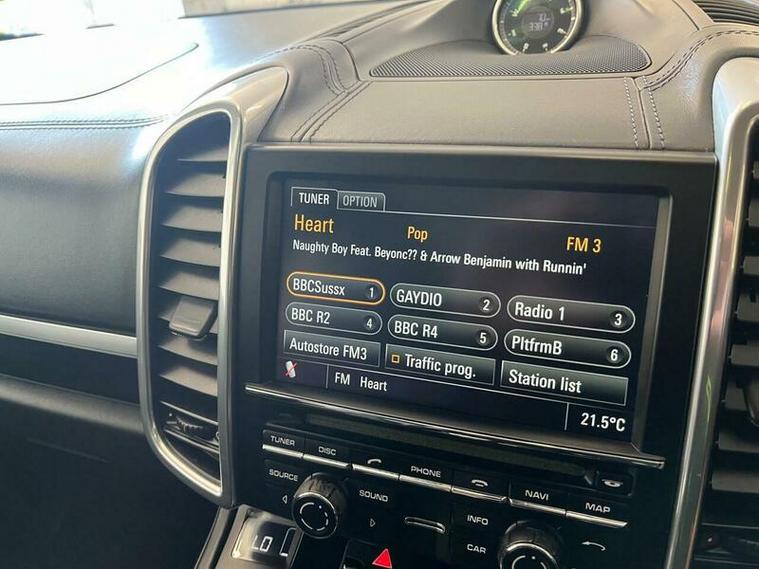 TUNER OPTION
Heart Pop FM 3
Naughty Boy Feat. Beyonc?? & Arrow Benjamin with Runnin'
BBCSussx 1 GAYDIO 2 Radio 1 3
BBC R2 4 BBC R4 5 PltfrmB 6
Autostore FM3 Traffic prog. Station list
FM Heart
21.5°C
TUNER DISC PHONE NAVI MAP
SOURCE SOUND INFO
CAR
LO